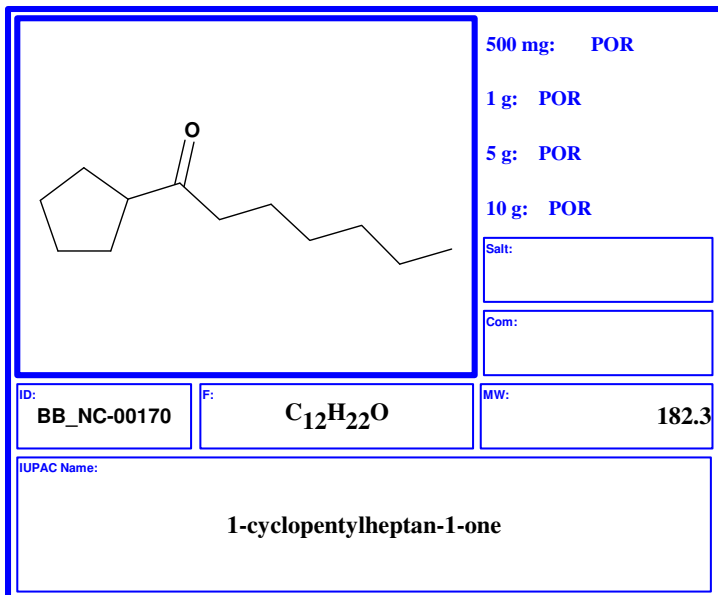 O
500 mg: POR
1 g: POR
5 g: POR
10 g: POR
Salt:
Com:
ID:
BB_NC-00170
F:
C12H22O
MW:
182.3
IUPAC Name:
1-cyclopentylheptan-1-one